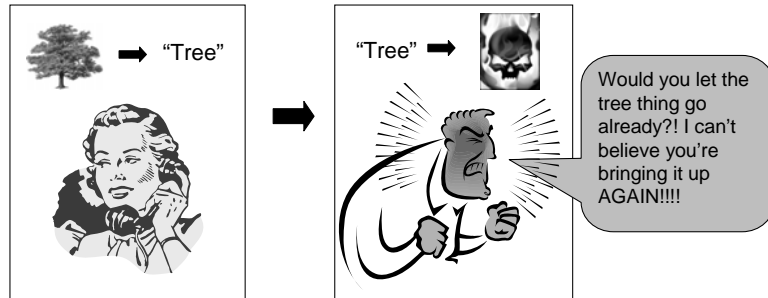 “Tree”
“Tree”
Would you let the
tree thing go
already?! I can’t
believe you’re
bringing it up
AGAIN!!!!